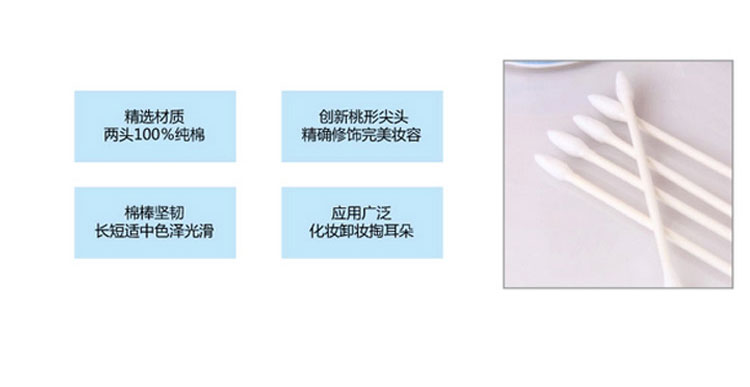 精选材质
两头100%纯棉
创新桃形尖头
精确修饰完美妆容
棉棒坚韧
长短适中色泽光滑
应用广泛
化妆卸妆掏耳朵